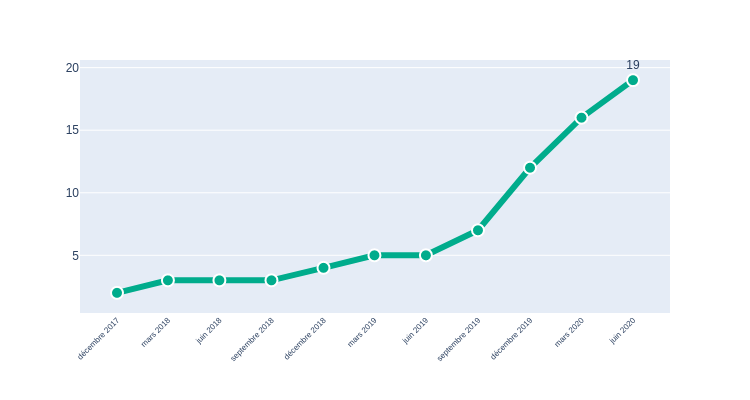 19
20
15
10
5
décembre 2017
mars 2018
juin 2018
septembre 2018
décembre 2018
mars 2019
juin 2019
septembre 2019
décembre 2019
mars 2020
juin 2020